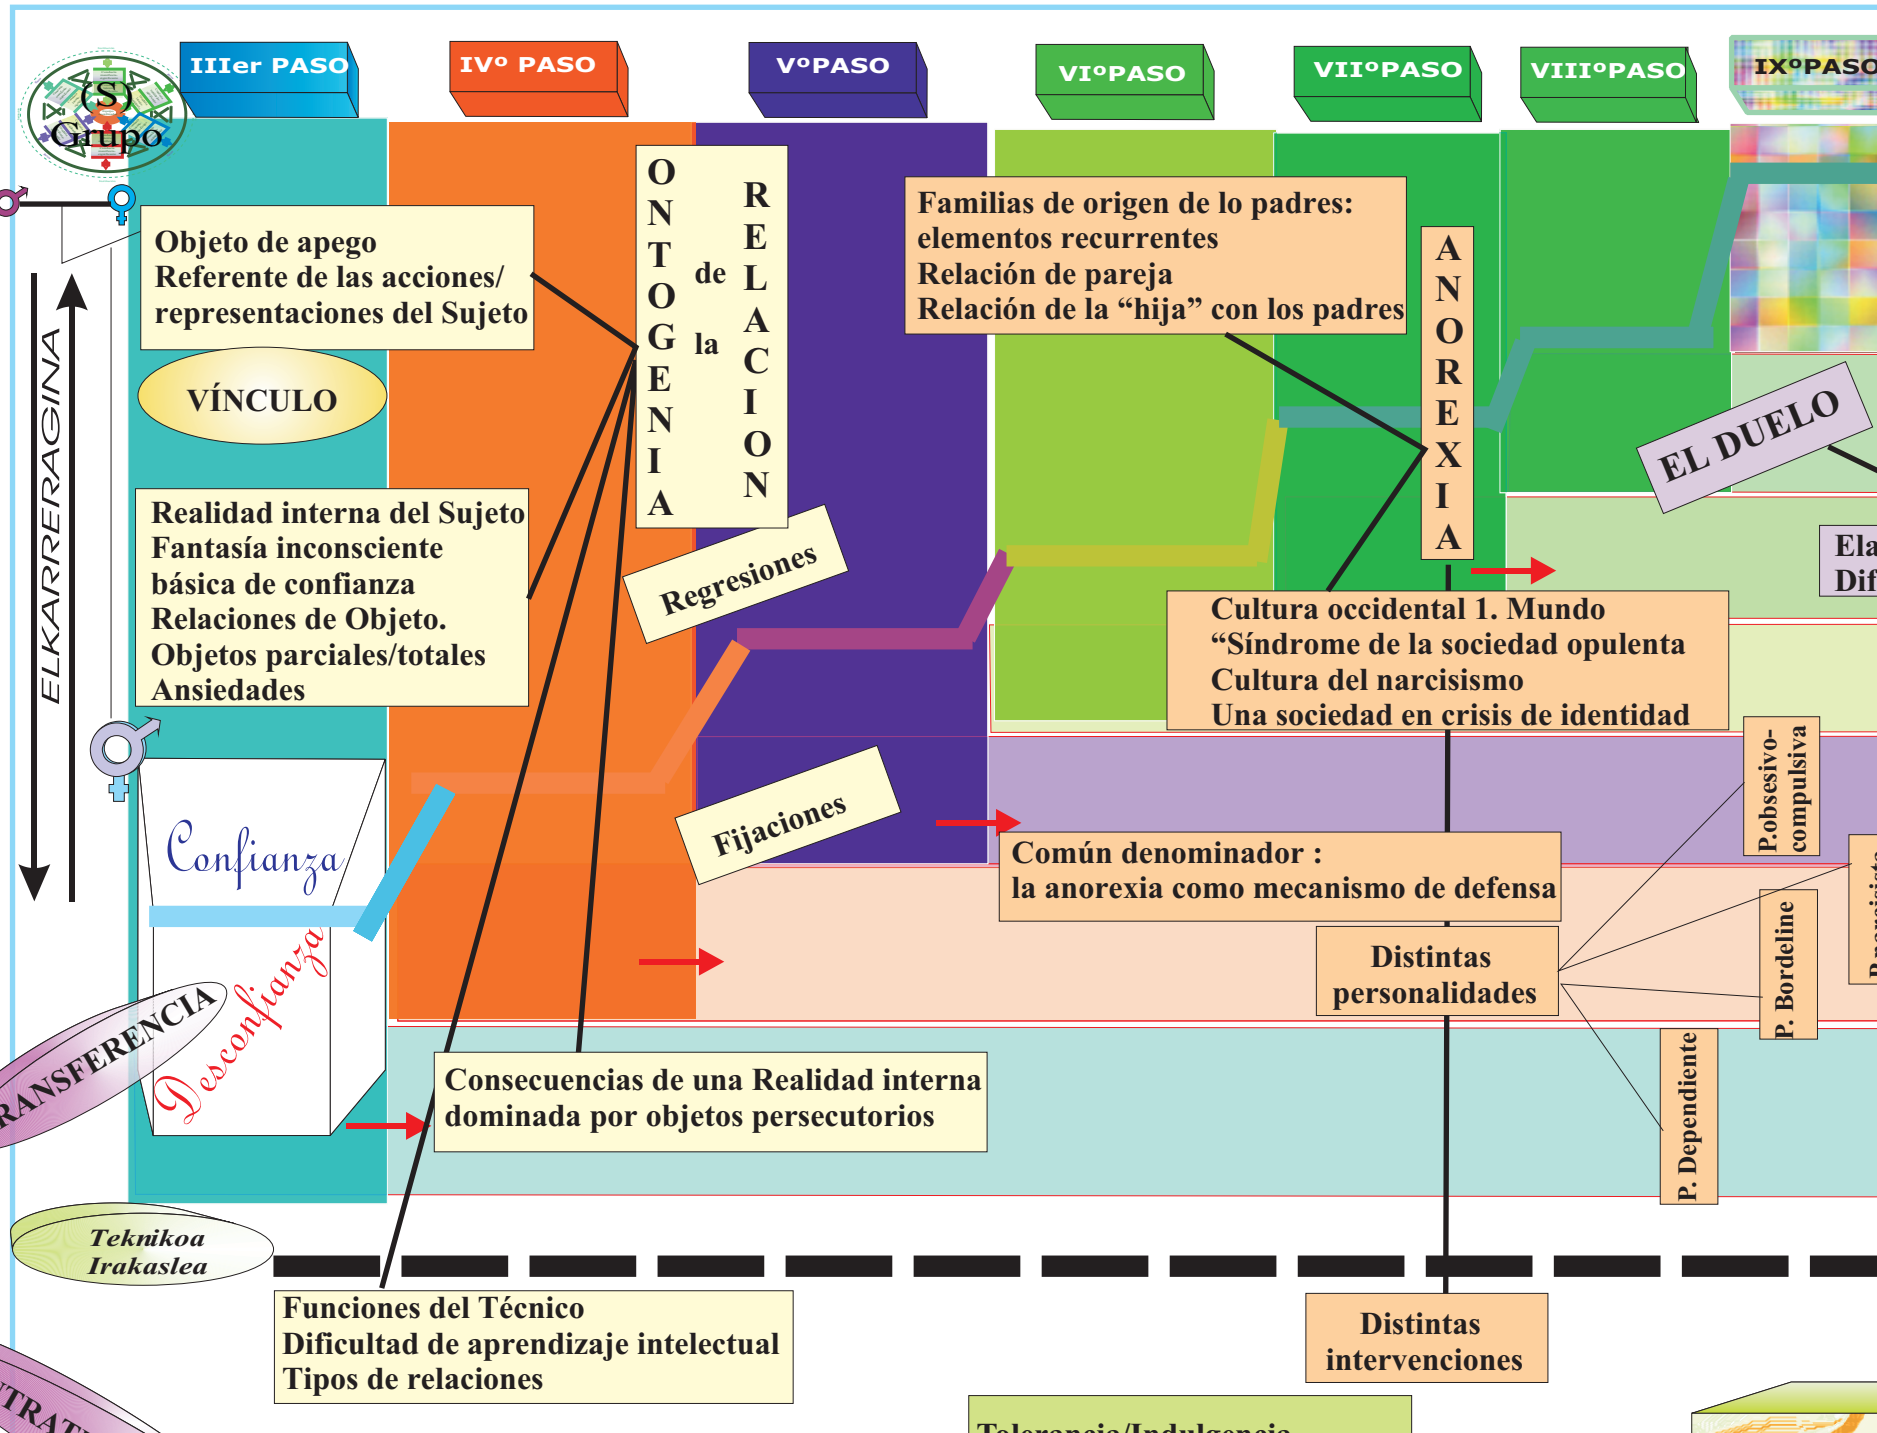 IIIer PASO
IVº PASO
VºPASO
VIºPASO
VIIºPASO
VIIIºPASO
IXºPASO
(S)
Grupo
ELKARRERAGINA
Objeto de apego
Referente de las acciones/
representaciones del Sujeto
VÍNCULO
Realidad interna del Sujeto
Fantasía inconsciente
básica de confianza
Relaciones de Objeto.
Objetos parciales/totales
Ansiedades
ONTOGENIA
de
la
RELACION
Regresiones
Fijaciones
Familias de origen de lo padres:
elementos recurrentes
Relación de pareja
Relación de la “hija” con los padres
ANOREXIA
EL DUELO
Ela
Dif
Cultura occidental 1. Mundo
“Síndrome de la sociedad opulenta
Cultura del narcisismo
Una sociedad en crisis de identidad
Confianza
Desconfianza
RANSFERENCIA
Común denominador :
la anorexia como mecanismo de defensa
Distintas
personalidades
P.obsesivo-
compulsiva
P. Bordeline
P. Dependiente
Consecuencias de una Realidad interna
dominada por objetos persecutorios
Teknikoa
Irakaslea
Funciones del Técnico
Dificultad de aprendizaje intelectual
Tipos de relaciones
Distintas
intervenciones
Tolerancia/Indulgencia